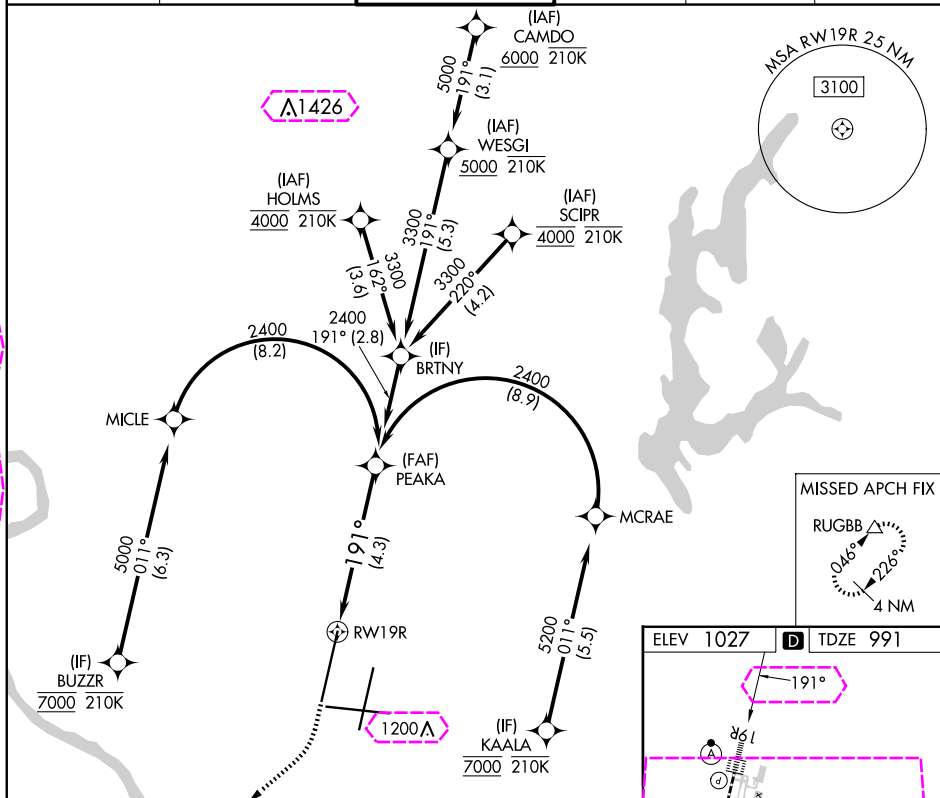 (IAF)
CAMDO
6000 210K
5000
191°
(3.1)
MSA RW19R 25 NM
3100
1426
(IAF)
WESGI
5000 210K
(IAF)
HOLMS
4000 210K
(IAF)
SCIPR
4000 210K
3300
191°
(5.3)
3300
162°
(3.6)
3300
220°
(4.2)
2400
191° (2.8)
(IF)
BRTNY
2400
(8.2)
2400
(8.9)
MICLE
(FAF)
PEAKA
MCRAE
191°
(4.3)
5000
011°
(6.3)
5200
011°
(5.5)
RW19R
(IF)
BUZZR
7000 210K
1200
(IF)
KAALA
7000 210K
MISSED APCH FIX
RUGBB
046°
226°
4 NM
ELEV 1027 D TDZE 991
191°
19R
A
P